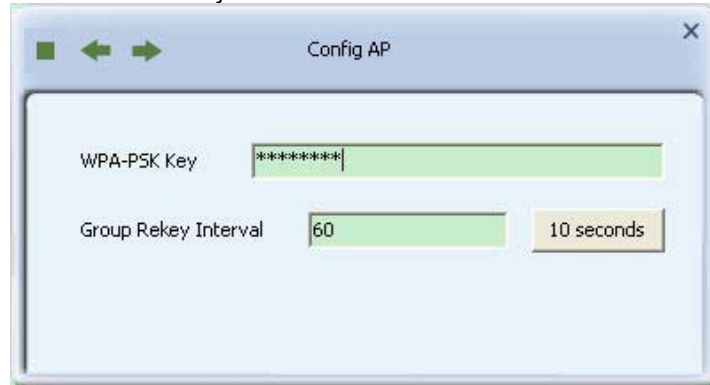 Config AP
WPA-PSK Key ********
Group Rekey Interval 60 10 seconds